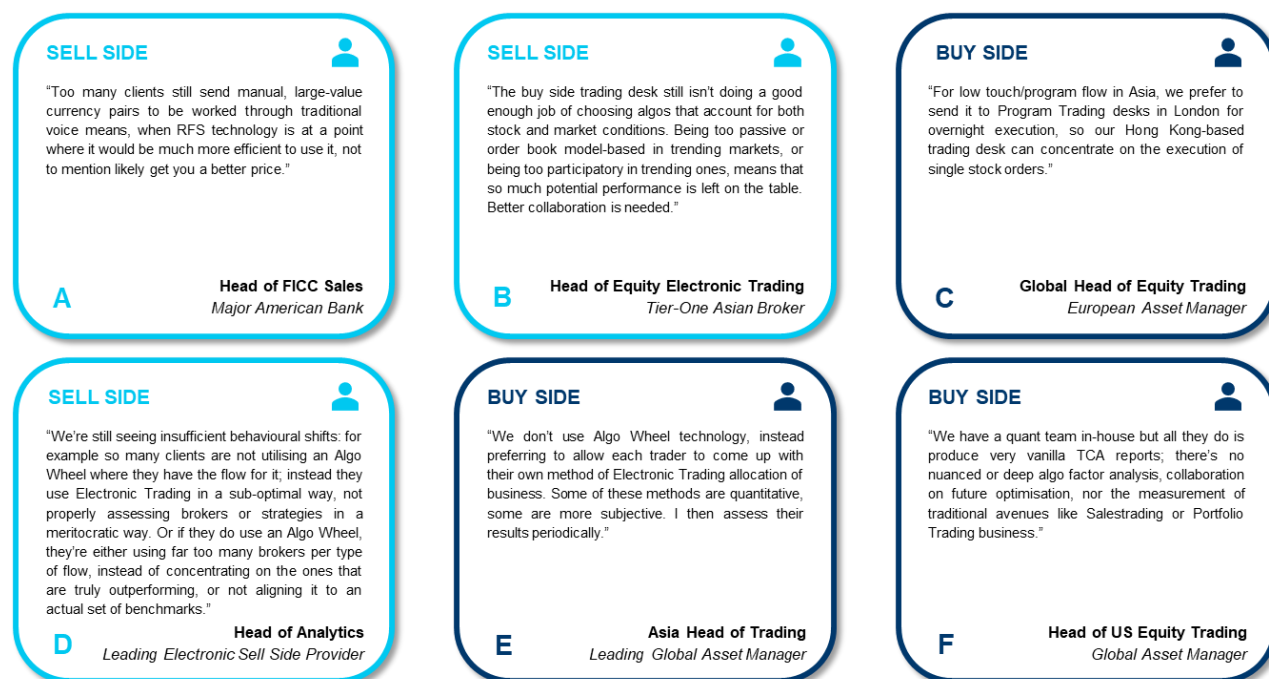 SELL SIDE
“Too many clients still send manual, large-value
currency pairs to be worked through traditional
voice means, when RFS technology is at a point
where it would be much more efficient to use it, not
to mention likely get you a better price.”
A
Head of FICC Sales
Major American Bank
SELL SIDE
“The buy side trading desk still isn’t doing a good
enough job of choosing algos that account for both
stock and market conditions. Being too passive or
order book model-based in trending markets, or
being too participatory in trending ones, means that
so much potential performance is left on the table.
Better collaboration is needed.”
B
Head of Equity Electronic Trading
Tier-One Asian Broker
BUY SIDE
“For low touch/program flow in Asia, we prefer to
send it to Program Trading desks in London for
overnight execution, so our Hong Kong-based
trading desk can concentrate on the execution of
single stock orders.”
C
Global Head of Equity Trading
European Asset Manager
SELL SIDE
“We’re still seeing insufficient behavioural shifts: for
example so many clients are not utilising an Algo
Wheel where they have the flow for it; instead they
use Electronic Trading in a sub-optimal way, not
properly assessing brokers or strategies in a
meritocratic way. Or if they do use an Algo Wheel,
they’re either using far too many brokers per type
of flow, instead of concentrating on the ones that
are truly outperforming, or not aligning it to an
actual set of benchmarks.”
D
Head of Analytics
Leading Electronic Sell Side Provider
BUY SIDE
“We don’t use Algo Wheel technology, instead
preferring to allow each trader to come up with
their own method of Electronic Trading allocation of
business. Some of these methods are quantitative,
some are more subjective. I then assess their
results periodically.”
E
Asia Head of Trading
Leading Global Asset Manager
BUY SIDE
“We have a quant team in-house but all they do is
produce very vanilla TCA reports; there’s no
nuanced or deep algo factor analysis, collaboration
on future optimisation, nor the measurement of
traditional avenues like Salestrading or Portfolio
Trading business.”
F
Head of US Equity Trading
Global Asset Manager